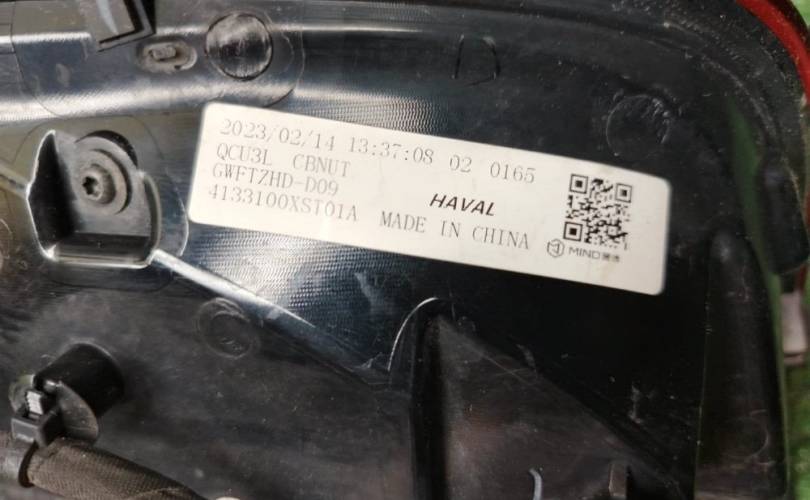 2023/02/14 13:37:08 02 0165
QCU3L CBNUT
GWFTZHD-D09
HAVAL
4133100XST01A MADE IN CHINA
MIND